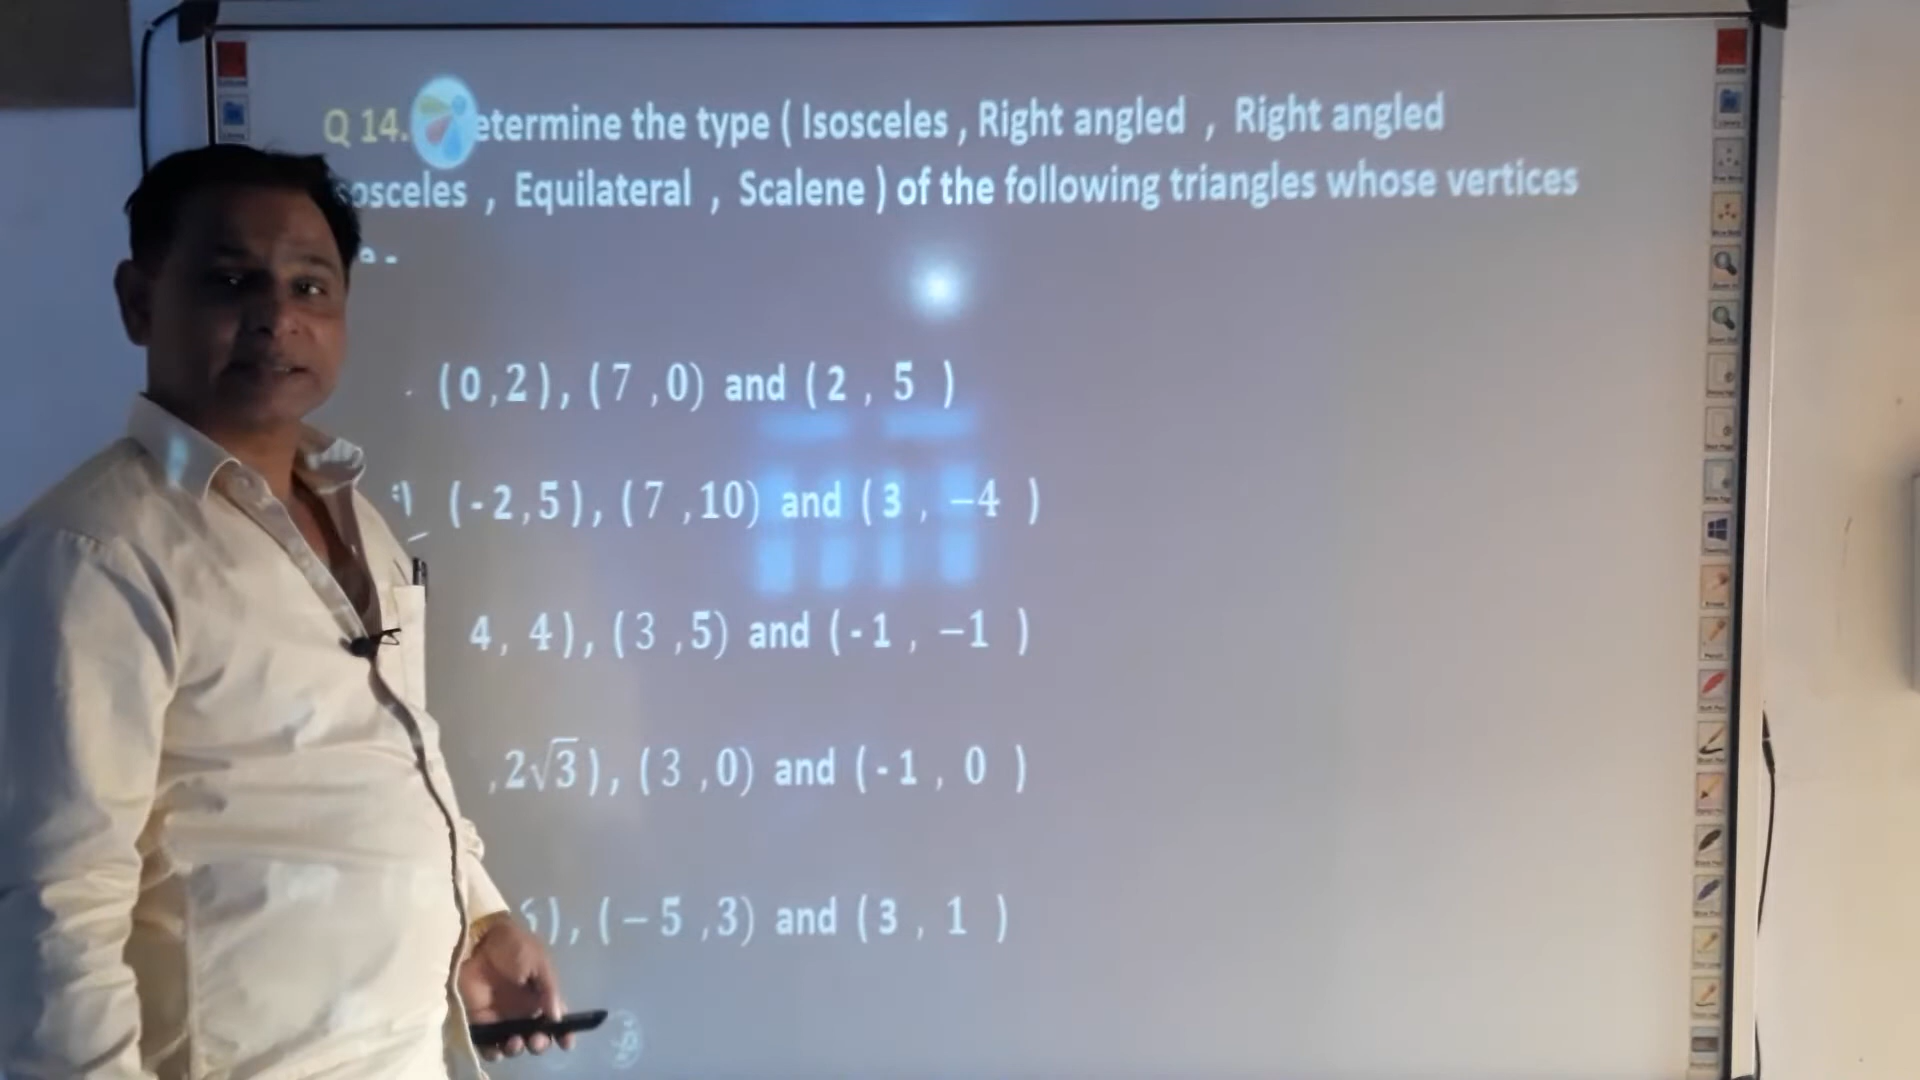 Q 14. etermine the type ( Isosceles , Right angled , Right angled
sosceles , Equilateral , Scalene ) of the following triangles whose vertices
e -
(0,2), (7 ,0) and (2 , 5 )
(-2,5), (7 ,10) and (3 , −4 )
4, 4), (3 ,5) and (-1 , −1 )
,2√3), (3 ,0) and (-1 , 0 )
), (−5 ,3) and (3 , 1 )